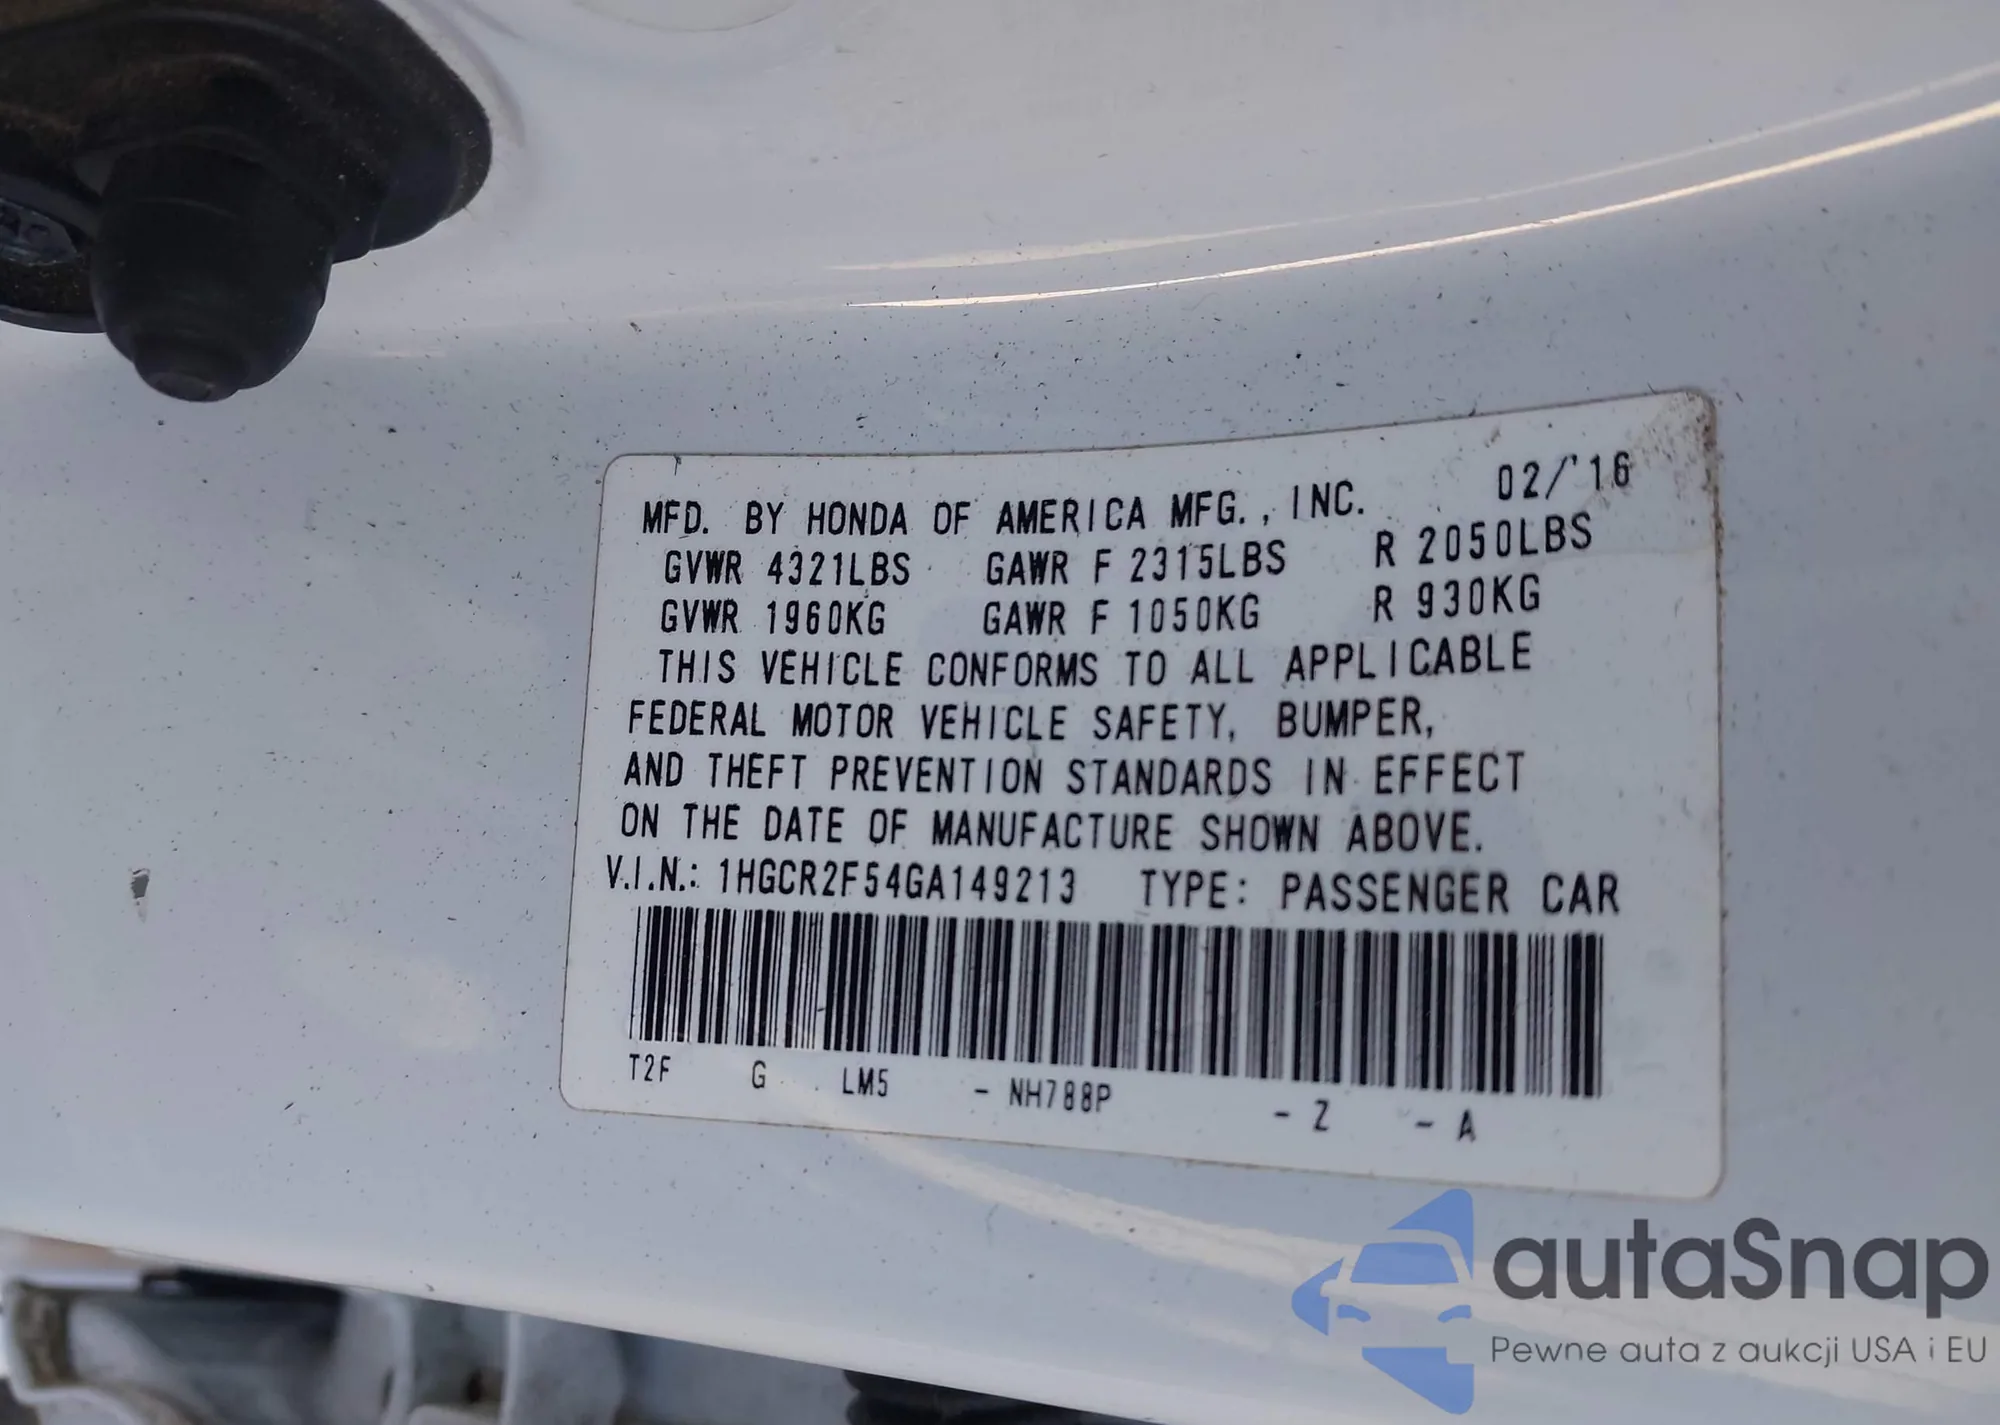 MFD. BY HONDA OF AMERICA MFG., INC. 02/'16
GVWR 4321LBS GAWR F 2315LBS R 2050LBS
GVWR 1960KG GAWR F 1050KG R 930KG
THIS VEHICLE CONFORMS TO ALL APPLICABLE
FEDERAL MOTOR VEHICLE SAFETY, BUMPER,
AND THEFT PREVENTION STANDARDS IN EFFECT
ON THE DATE OF MANUFACTURE SHOWN ABOVE.
V.I.N.: 1HGCR2F54GA149213 TYPE: PASSENGER CAR
T2F G LM5 - NH788P - Z - A
autaSnap
Pewne auta z aukcji USA i EU